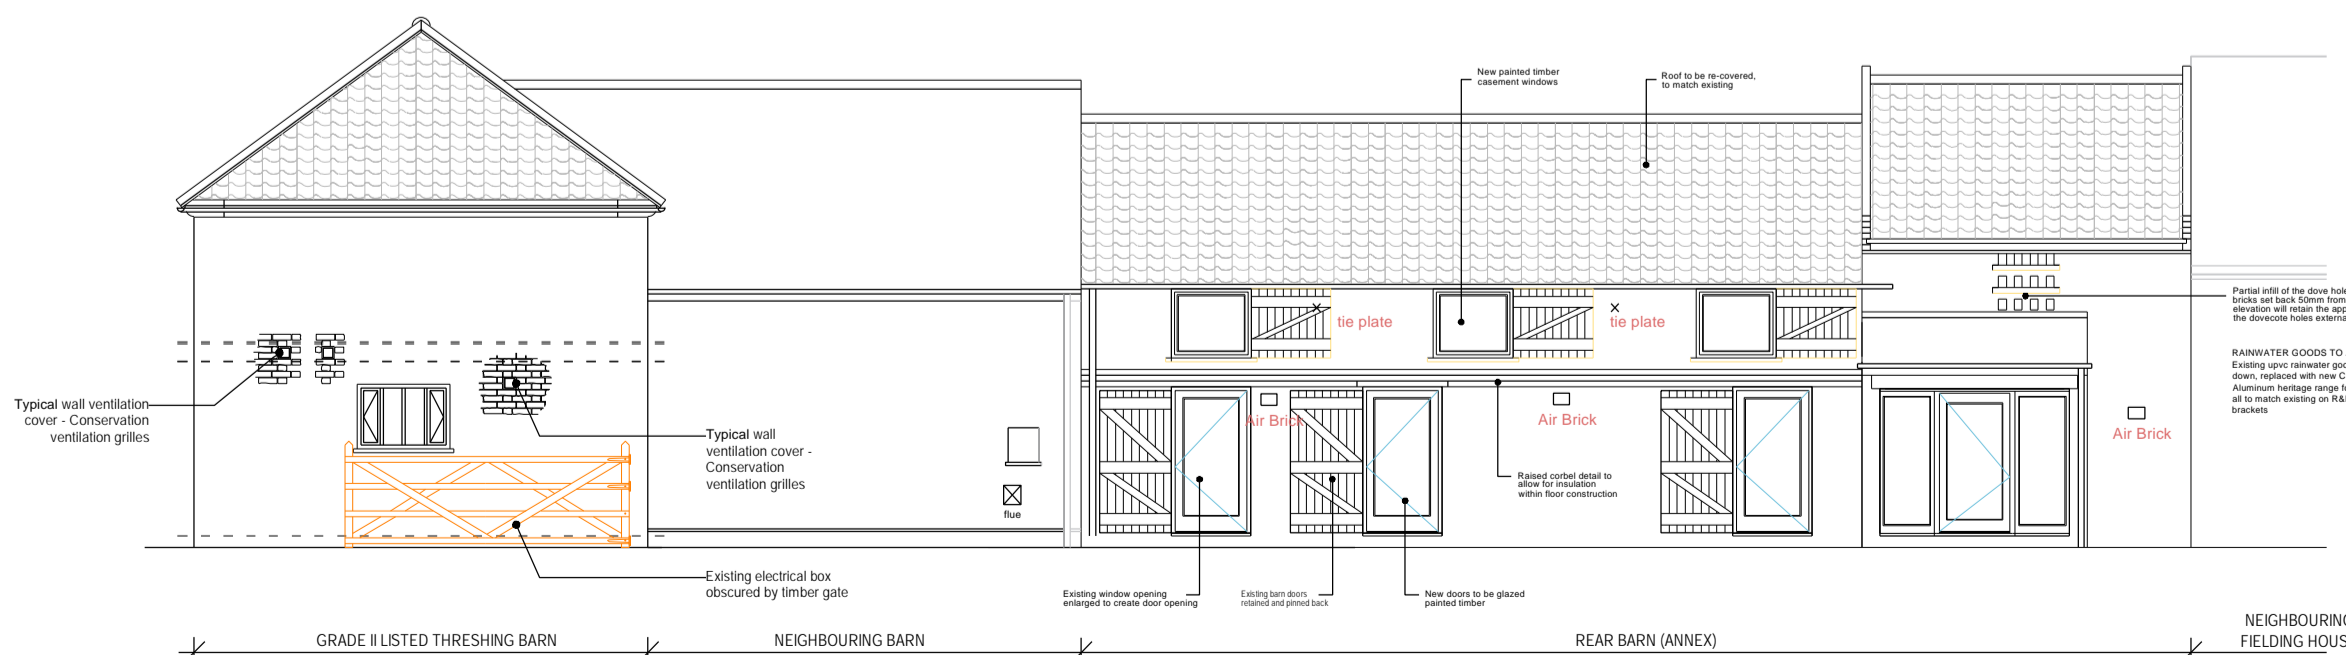 New painted timber
casement windows
Roof to be re-covered,
to match existing
Partial infill of the dove hole
bricks set back 50mm from
elevation will retain the app
the dovecote holes externa
tie plate
tie plate
RAINWATER GOODS TO
Existing upvc rainwater goo
down, replaced with new C
Aluminum heritage range fo
all to match existing on R&
brackets
Typical wall ventilation
cover - Conservation
ventilation grilles
Air Brick
Air Brick
Air Brick
Typical wall
ventilation cover -
Conservation
ventilation grilles
Raised corbel detail to
allow for insulation
within floor construction
flue
Existing electrical box
obscured by timber gate
Existing window opening
enlarged to create door opening
Existing barn doors
retained and pinned back
New doors to be glazed
painted timber
GRADE II LISTED THRESHING BARN
NEIGHBOURING BARN
REAR BARN (ANNEX)
NEIGHBOURING
FIELDING HOUS